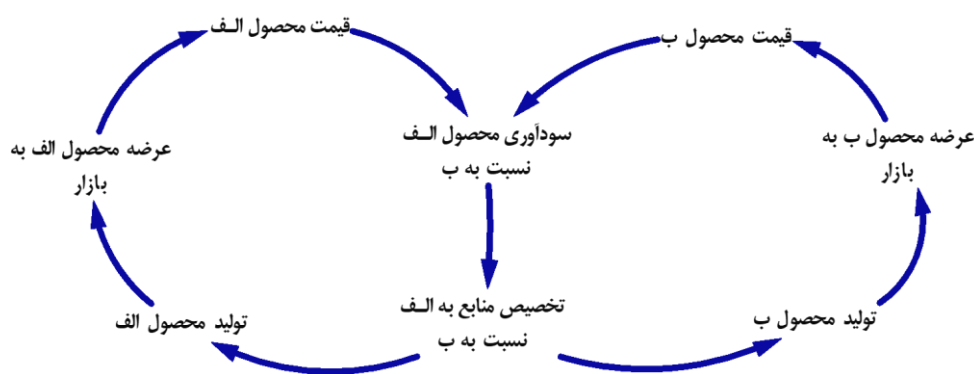 قیمت محصول الـف
قیمت محصول ب
سودآوری محصول الـف
نسبت به ب
عرضه محصول ب به
بازار
عرضه محصول الف به
بازار
تخصیص منابع به الـف
نسبت به ب
تولید محصول ب
تولید محصول الف